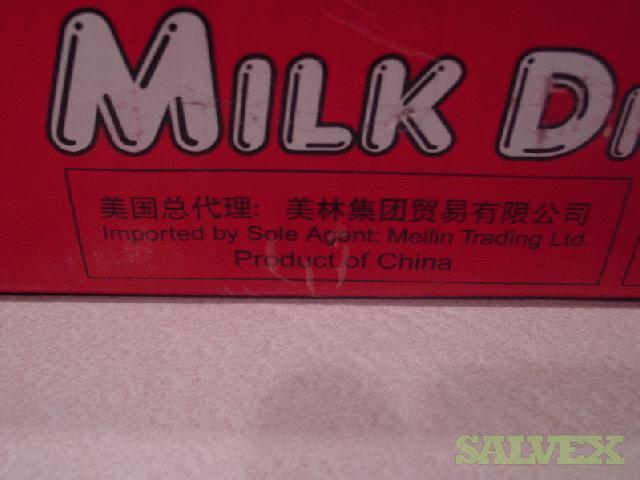 MILK
美国总代理: 美林集团贸易有限公司
Imported by Sole Agent: Meilin Trading Ltd.
Product of China
SALVEX